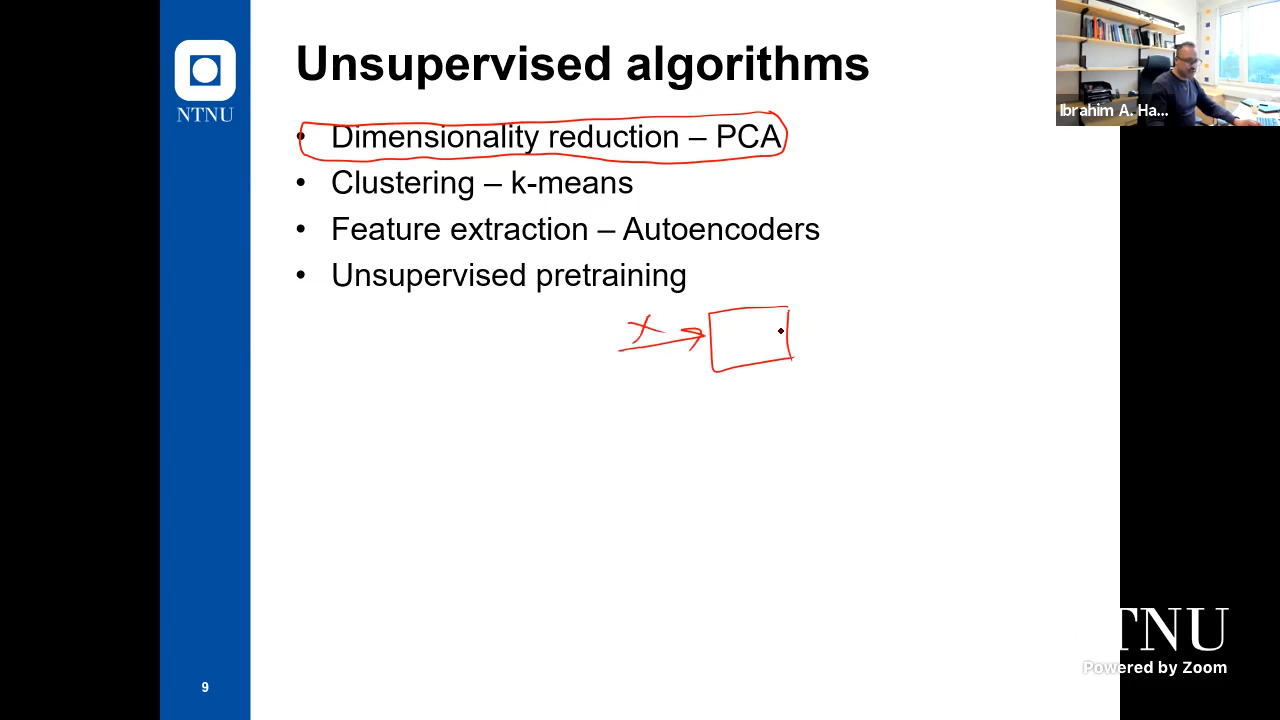 Unsupervised algorithms
NTNU
• Dimensionality reduction – PCA
• Clustering – k-means
• Feature extraction – Autoencoders
• Unsupervised pretraining
X
9
Ibrahim A. Ha...
TNU
Powered by Zoom